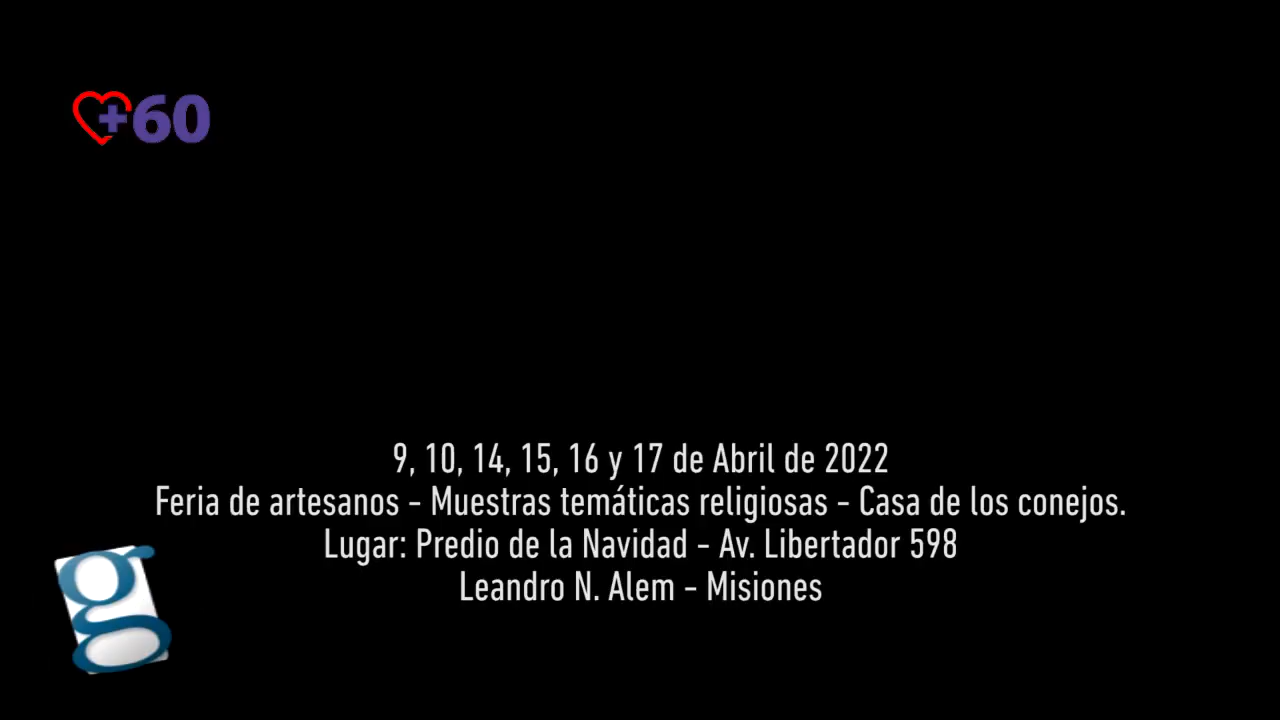 +60
9, 10, 14, 15, 16 y 17 de Abril de 2022
Feria de artesanos - Muestras temáticas religiosas - Casa de los conejos.
Lugar: Predio de la Navidad - Av. Libertador 598
Leandro N. Alem - Misiones
g